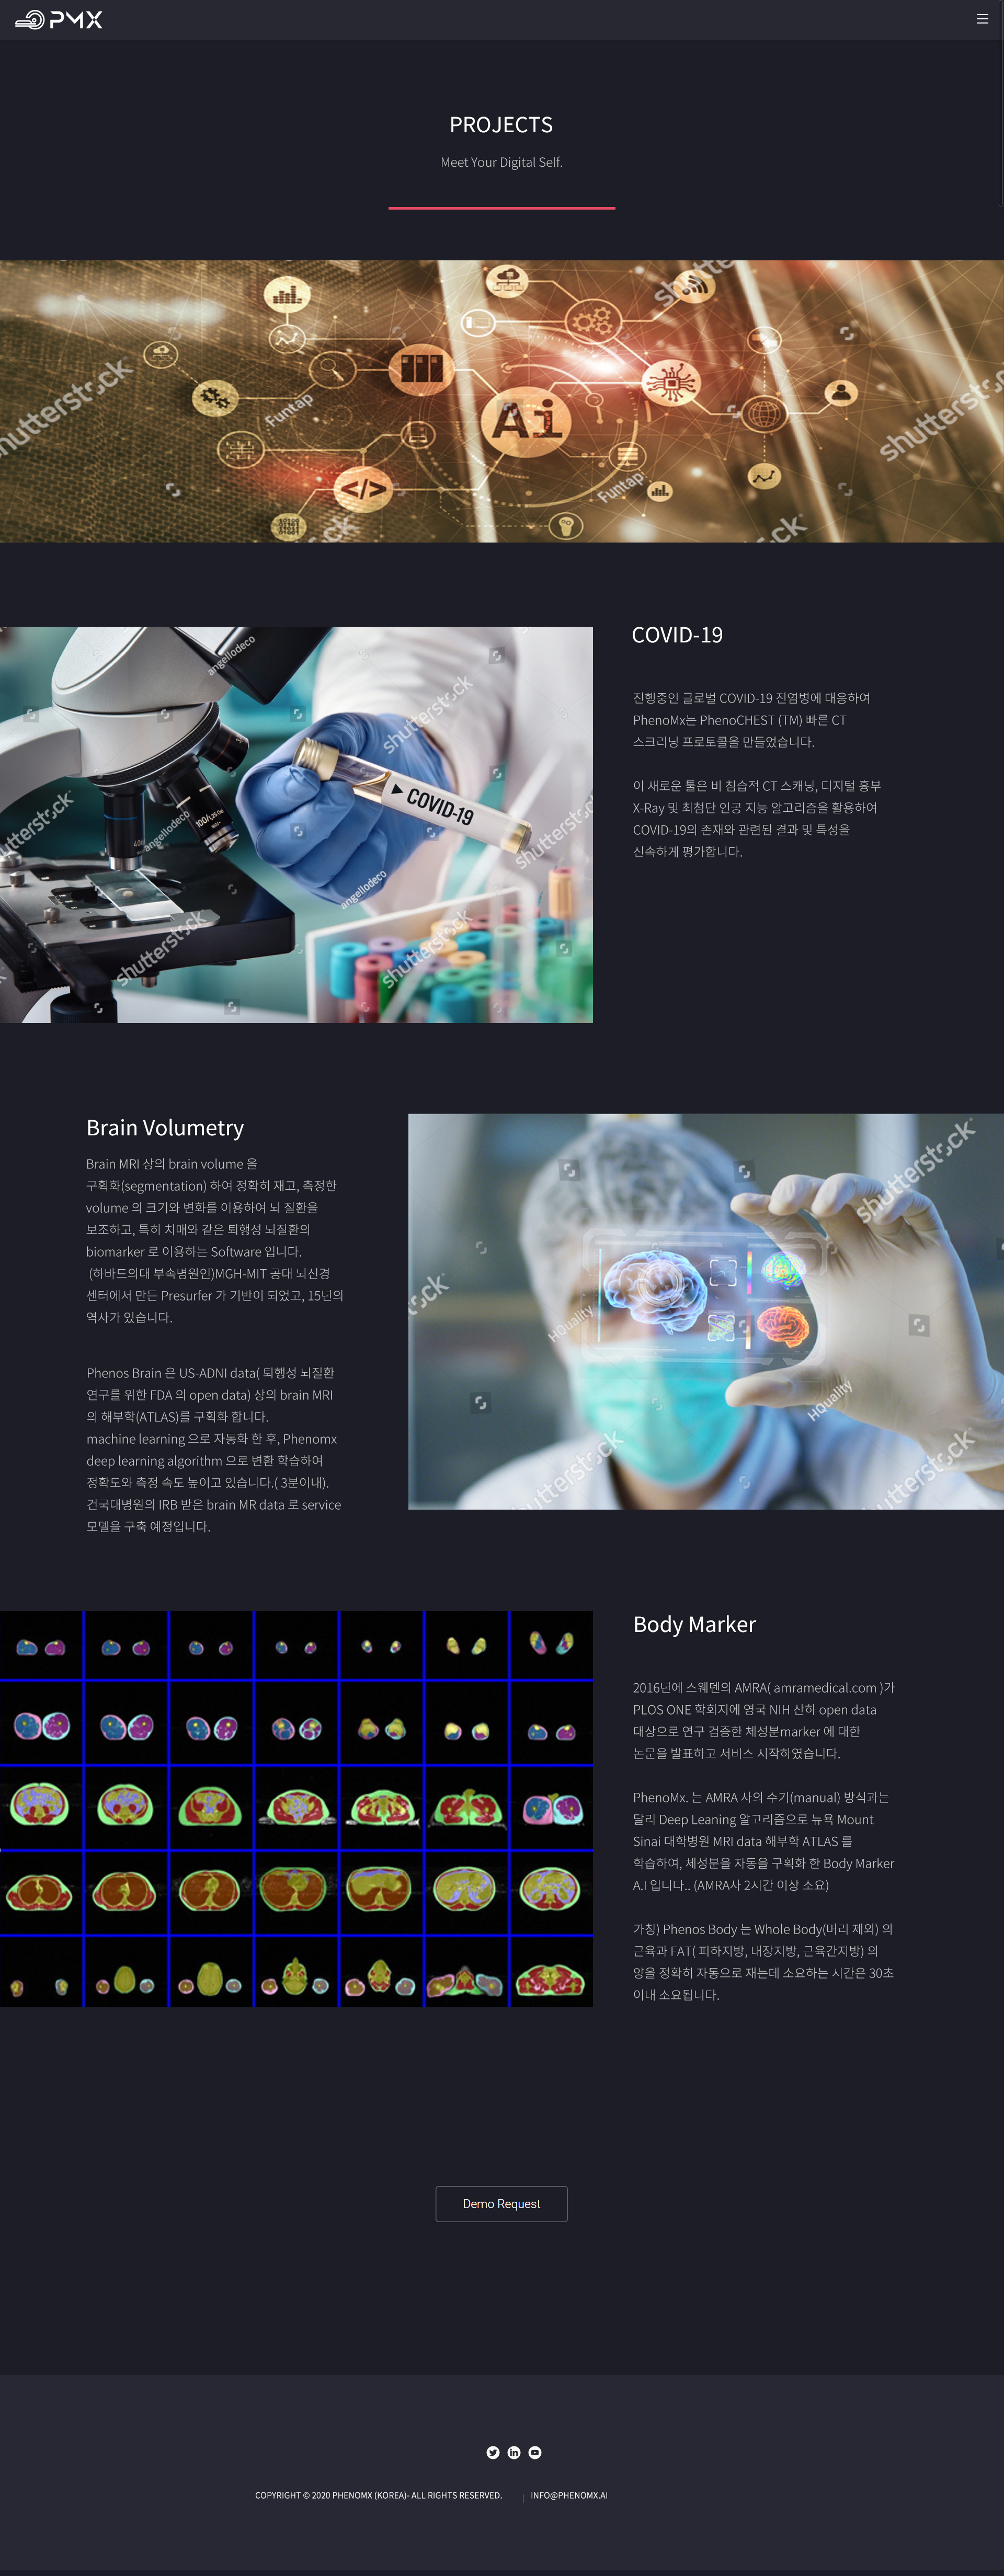 PMX
PROJECTS
Meet Your Digital Self.
shutterstock
shutterstock
Funtap
Ai
shutterstock
</>
Funtap
COVID-19
angellodeco
shutterstock
COVID-19
shutterstock
angellodeco
shutterstock
100/1,25 Oil
angellodeco
shutterstock
shutterstock
진행중인 글로벌 COVID-19 전염병에 대응하여
PhenoMx는 PhenoCHEST (TM) 빠른 CT
스크리닝 프로토콜을 만들었습니다.
이 새로운 툴은 비 침습적 CT 스캐닝, 디지털 흉부
X-Ray 및 최첨단 인공 지능 알고리즘을 활용하여
COVID-19의 존재와 관련된 결과 및 특성을
신속하게 평가합니다.
Brain Volumetry
Brain MRI 상의 brain volume 을
구획화(segmentation) 하여 정확히 재고, 측정한
volume 의 크기와 변화를 이용하여 뇌 질환을
보조하고, 특히 치매와 같은 퇴행성 뇌질환의
biomarker 로 이용하는 Software 입니다.
(하바드의대 부속병원인)MGH-MIT 공대 뇌신경
센터에서 만든 Presurfer 가 기반이 되었고, 15년의
역사가 있습니다.
Phenos Brain 은 US-ADNI data( 퇴행성 뇌질환
연구를 위한 FDA 의 open data) 상의 brain MRI
의 해부학(ATLAS)를 구획화 합니다.
machine learning 으로 자동화 한 후, Phenomx
deep learning algorithm 으로 변환 학습하여
정확도와 측정 속도 높이고 있습니다.( 3분이내).
건국대병원의 IRB 받은 brain MR data 로 service
모델을 구축 예정입니다.
shutterstock
HQuality
HQuality
shutterstock
shutterstock
Body Marker
2016년에 스웨덴의 AMRA( amramedical.com )가
PLOS ONE 학회지에 영국 NIH 산하 open data
대상으로 연구 검증한 체성분marker 에 대한
논문을 발표하고 서비스 시작하였습니다.
PhenoMx. 는 AMRA 사의 수기(manual) 방식과는
달리 Deep Leaning 알고리즘으로 뉴욕 Mount
Sinai 대학병원 MRI data 해부학 ATLAS 를
학습하여, 체성분을 자동을 구획화 한 Body Marker
A.I 입니다.. (AMRA사 2시간 이상 소요)
가칭) Phenos Body 는 Whole Body(머리 제외) 의
근육과 FAT( 피하지방, 내장지방, 근육간지방) 의
양을 정확히 자동으로 재는데 소요하는 시간은 30초
이내 소요됩니다.
Demo Request
COPYRIGHT © 2020 PHENOMX (KOREA)- ALL RIGHTS RESERVED. | INFO@PHENOMX.AI